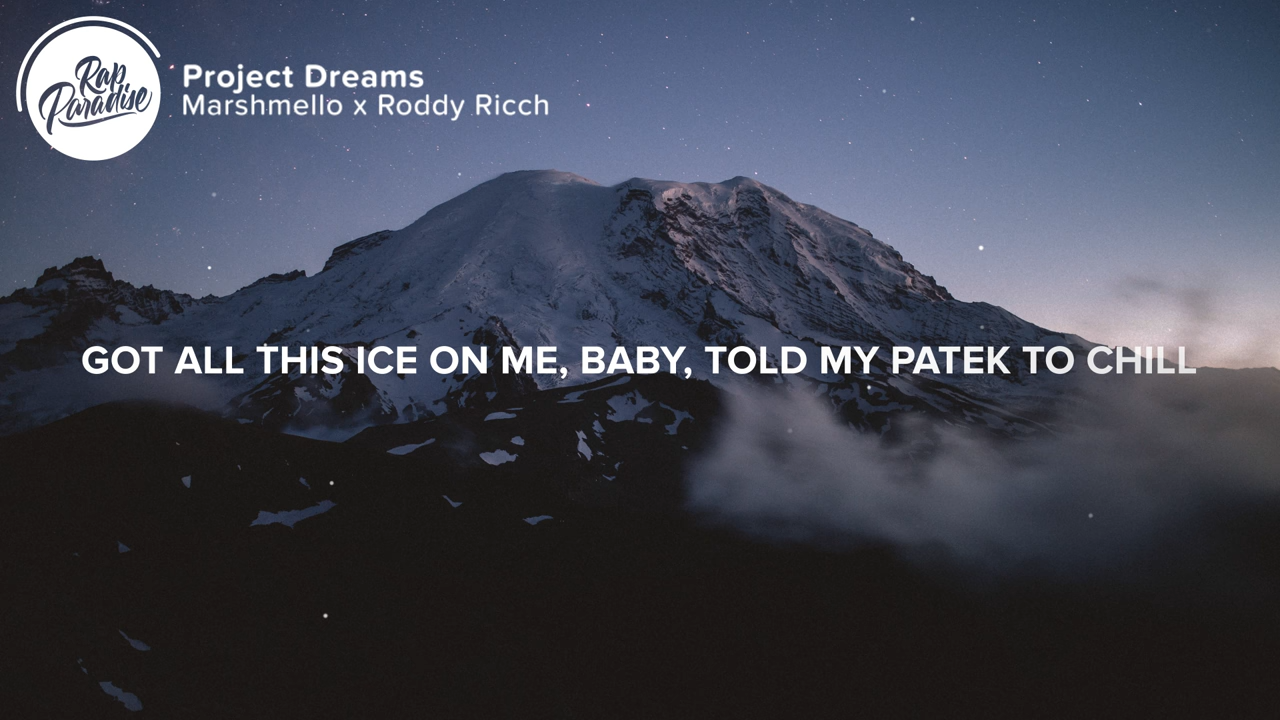 Rap
Paradise
Project Dreams
Marshmello x Roddy Ricch
GOT ALL THIS ICE ON ME, BABY, TOLD MY PATEK TO CHILL